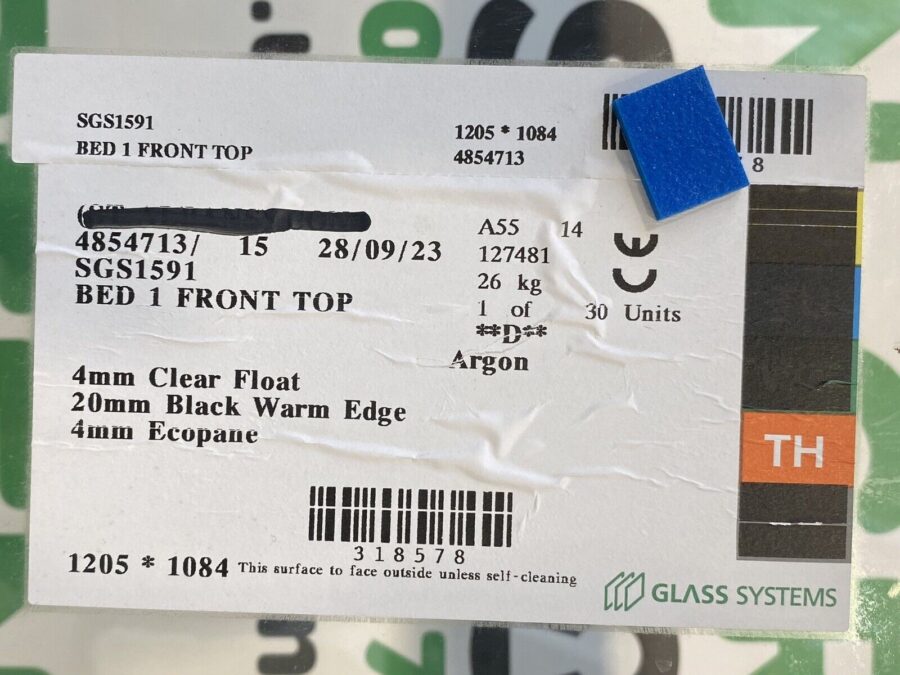 SGS1591
BED 1 FRONT TOP
1205 * 1084
4854713
8
4854713/ 15 28/09/23
SGS1591
BED 1 FRONT TOP
A55 14
127481
26 kg
1 of 30 Units
**D**
Argon
CE
4mm Clear Float
20mm Black Warm Edge
4mm Ecopane
TH
318578
1205 * 1084 This surface to face outside unless self-cleaning
GLASS SYSTEMS